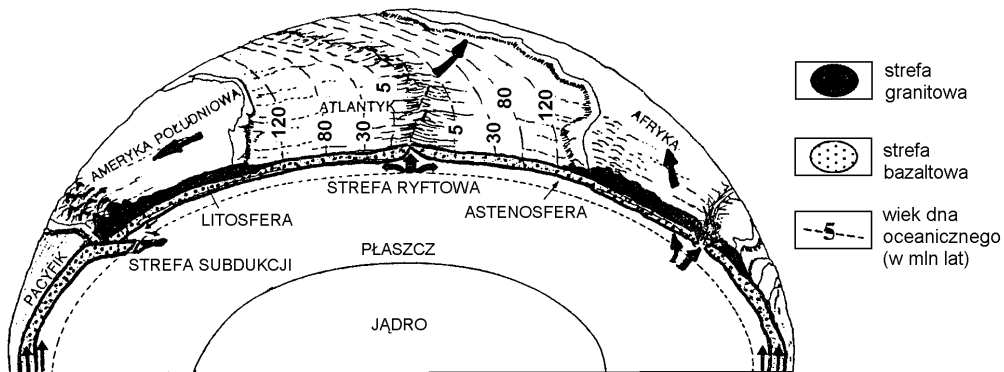 AMERYKA POŁUDNIOWA
ATLANTYK
AFRYKA
120
80
30
5
5
30
80
120
STREFA RYFTOWA
LITOSFERA
ASTENOSFERA
PACYFIK
STREFA SUBDUKCJI
PŁASZCZ
JĄDRO
strefa
granitowa
strefa
bazaltowa
5
wiek dna
oceanicznego
(w mln lat)